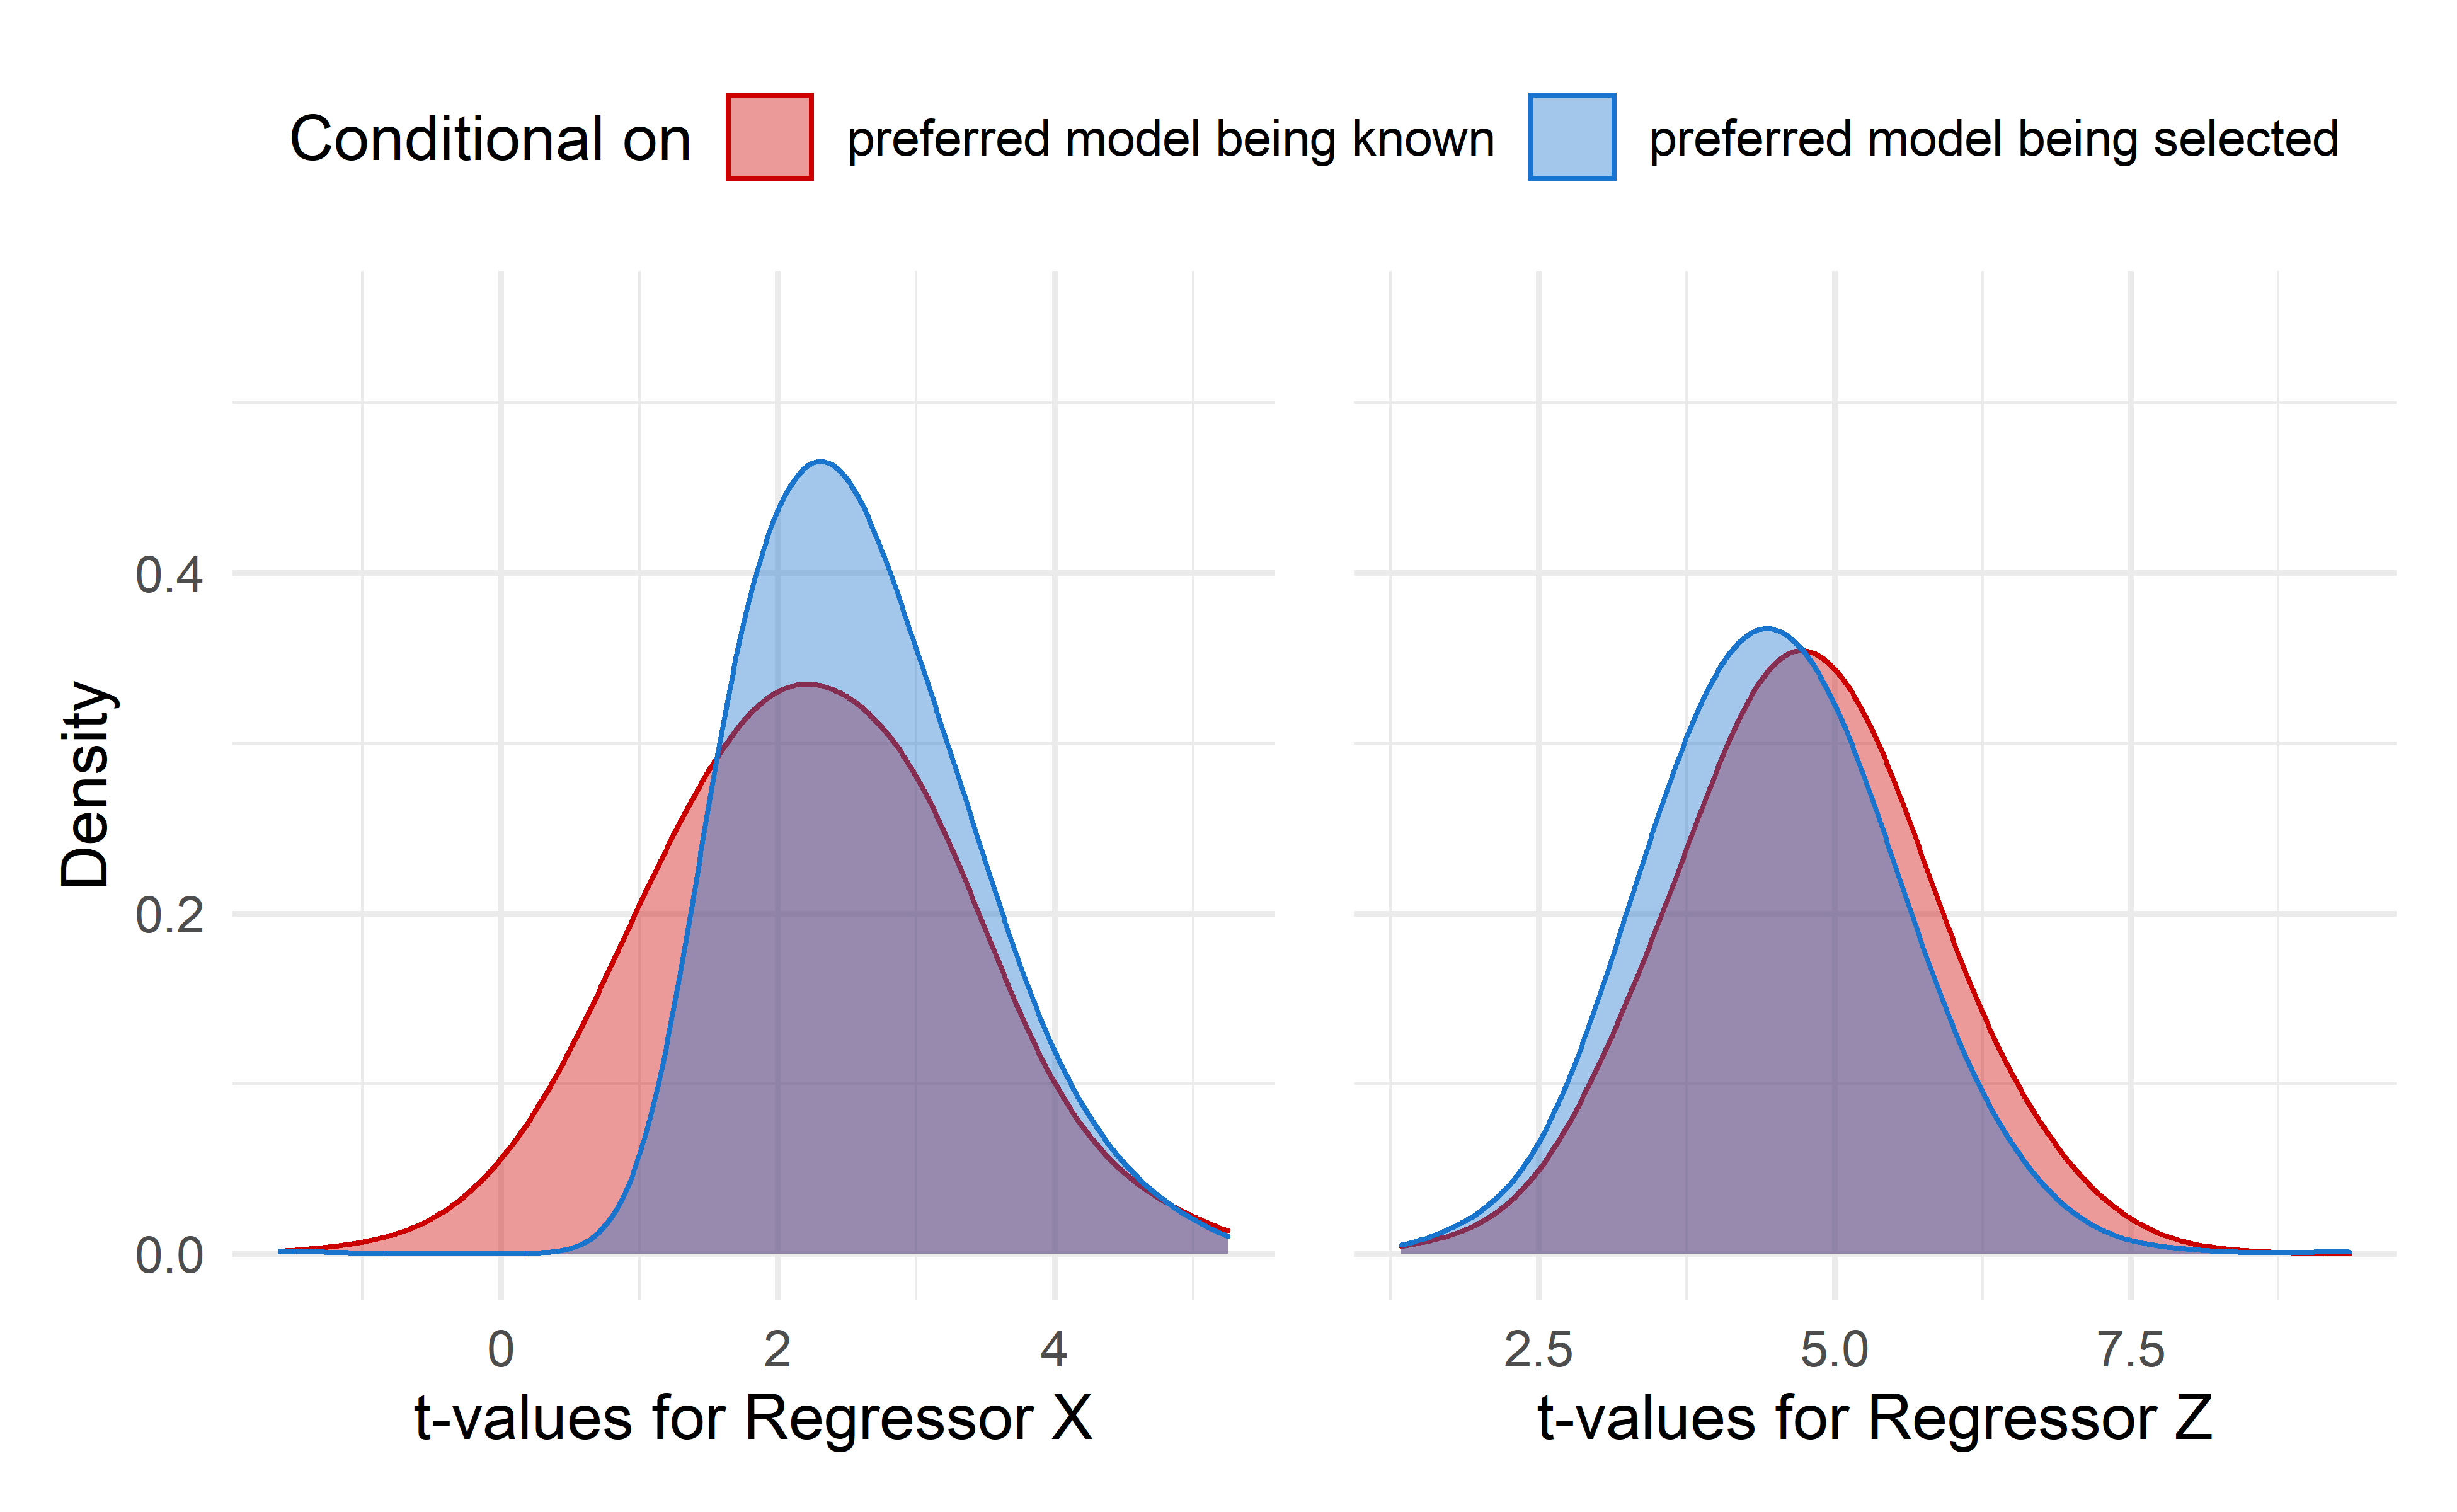 Conditional on preferred model being known preferred model being selected
Density
0.4
0.2
0.0
0 2 4
2.5 5.0 7.5
t-values for Regressor X
t-values for Regressor Z